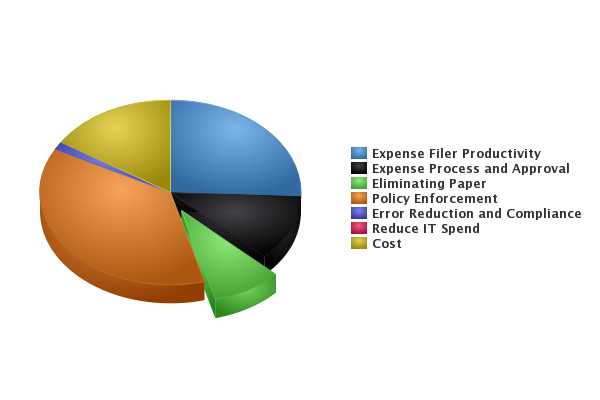 Expense Filer Productivity
Expense Process and Approval
Eliminating Paper
Policy Enforcement
Error Reduction and Compliance
Reduce IT Spend
Cost